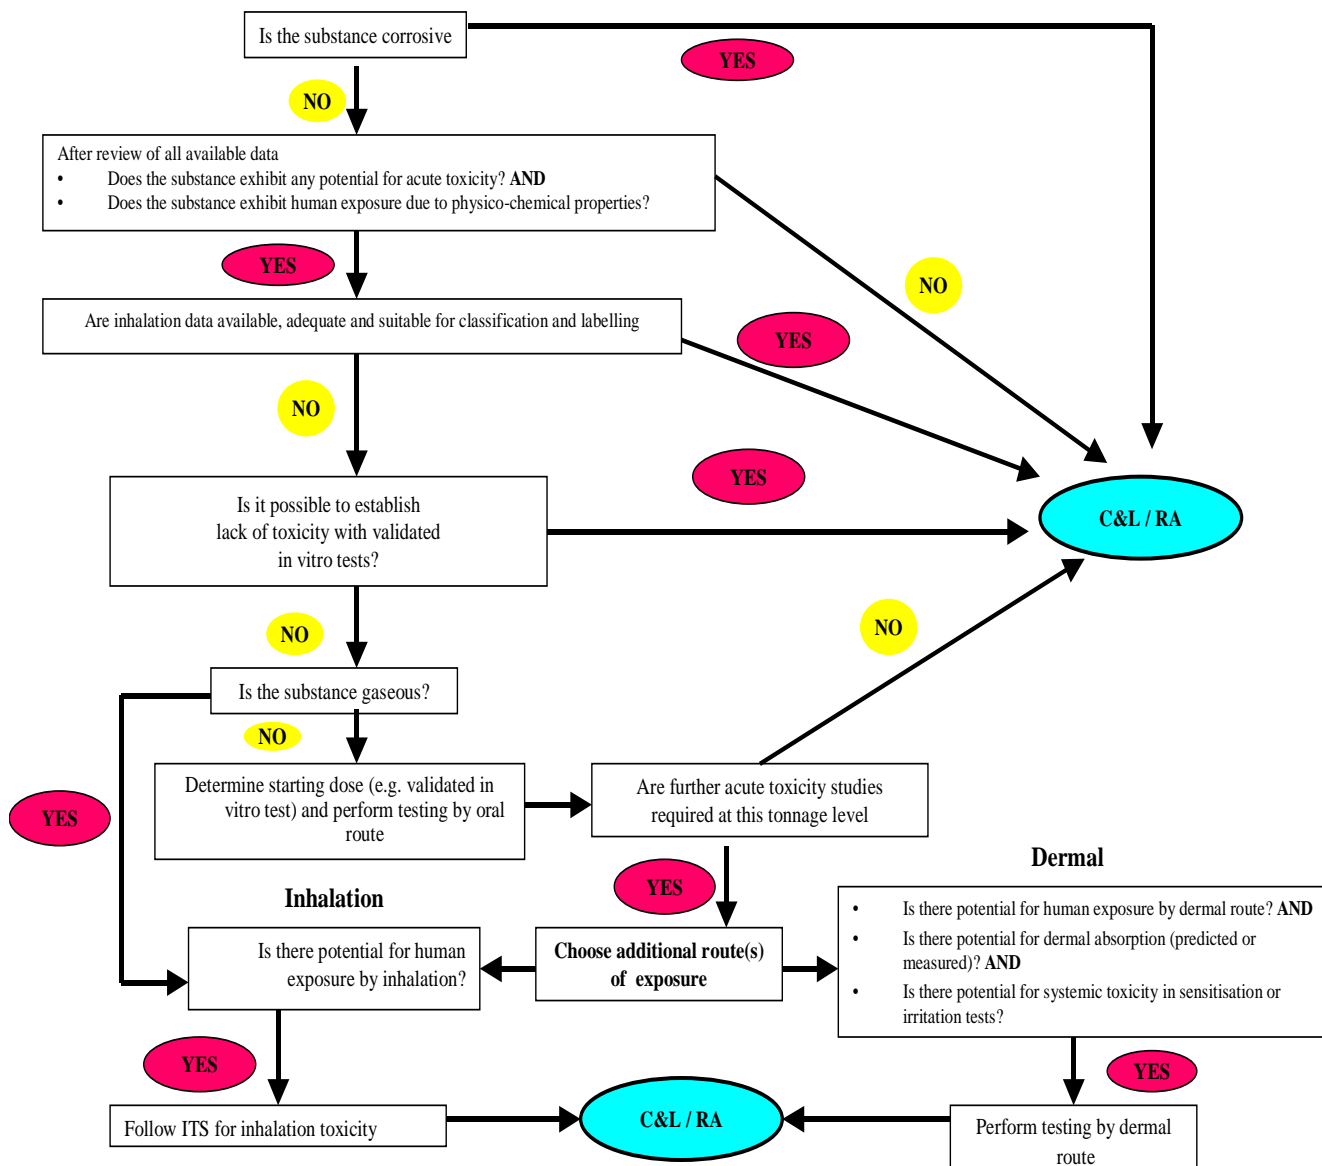 Is the substance corrosive
YES
NO
After review of all available data
• Does the substance exhibit any potential for acute toxicity? AND
• Does the substance exhibit human exposure due to physico-chemical properties?
YES
NO
Are inhalation data available, adequate and suitable for classification and labelling
YES
NO
Is it possible to establish
lack of toxicity with validated
in vitro tests?
YES
C&L / RA
NO
NO
Is the substance gaseous?
NO
Determine starting dose (e.g. validated in
vitro test) and perform testing by oral
route
Are further acute toxicity studies
required at this tonnage level
YES
YES
Dermal
Inhalation
Is there potential for human
exposure by inhalation?
Choose additional route(s)
of exposure
• Is there potential for human exposure by dermal route? AND
• Is there potential for dermal absorption (predicted or
measured)? AND
• Is there potential for systemic toxicity in sensitisation or
irritation tests?
YES
YES
Follow ITS for inhalation toxicity
C&L / RA
Perform testing by dermal
route